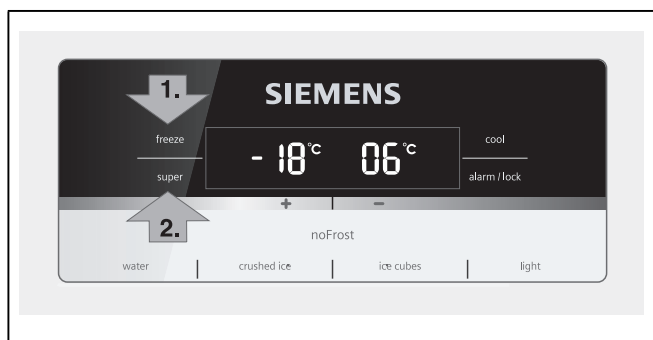 1.
SIEMENS
freeze
cool
- 18°C 06°C
super
alarm / lock
+ -
2.
noFrost
water crushed ice ice cubes light